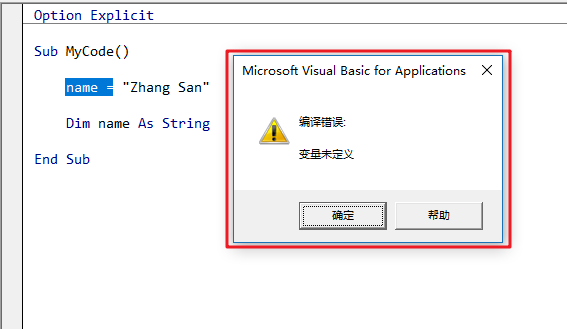 Option Explicit
Sub MyCode()
name = "Zhang San"
Dim name As String
End Sub
Microsoft Visual Basic for Applications
编译错误:
变量未定义
确定
帮助